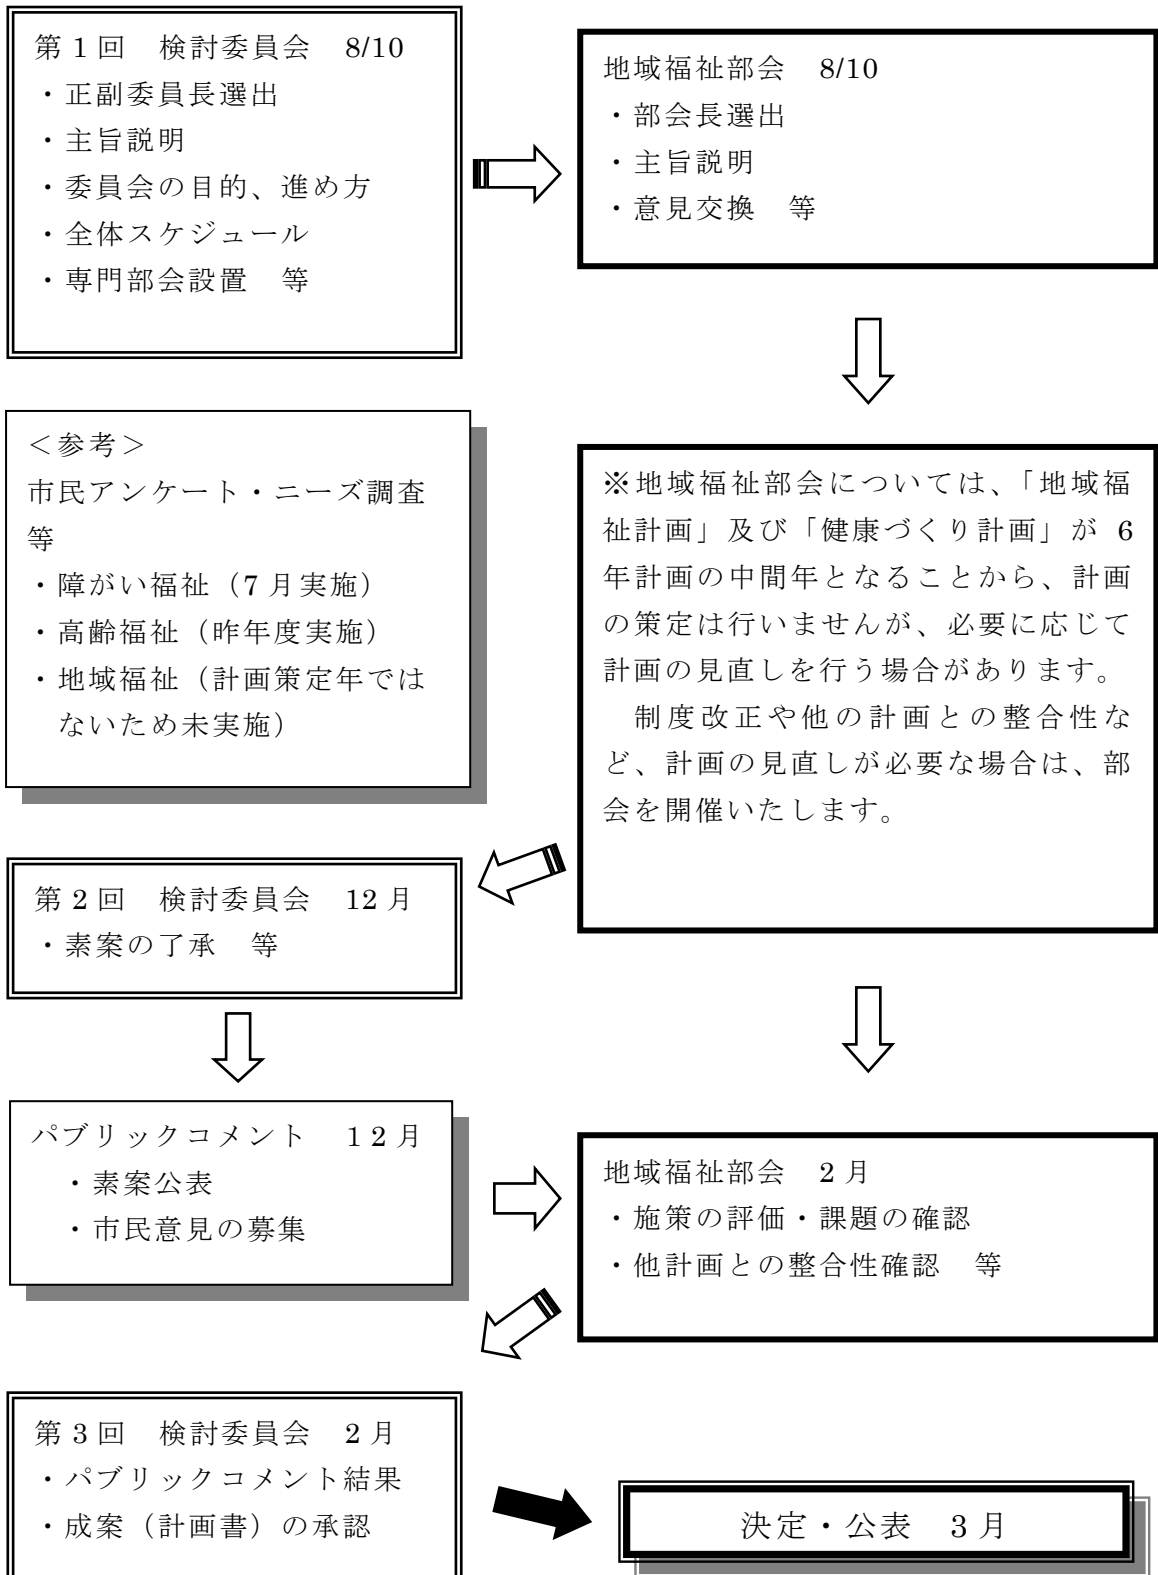 第1回　検討委員会　8/10
・正副委員長選出
・主旨説明
・委員会の目的、進め方
・全体スケジュール
・専門部会設置　等
地域福祉部会　8/10
・部会長選出
・主旨説明
・意見交換　等
＜参考＞
市民アンケート・ニーズ調査
等
・障がい福祉（7月実施）
・高齢福祉（昨年度実施）
・地域福祉（計画策定年では
ないため未実施）
※地域福祉部会については、「地域福
祉計画」及び「健康づくり計画」が 6
年計画の中間年となることから、計画
の策定は行いませんが、必要に応じて
計画の見直しを行う場合があります。
　制度改正や他の計画との整合性な
ど、計画の見直しが必要な場合は、部
会を開催いたします。
第2回　検討委員会　12月
・素案の了承　等
パブリックコメント　１２月
・素案公表
・市民意見の募集
地域福祉部会　2月
・施策の評価・課題の確認
・他計画との整合性確認　等
第3回　検討委員会　2月
・パブリックコメント結果
・成案（計画書）の承認
決定・公表　3月